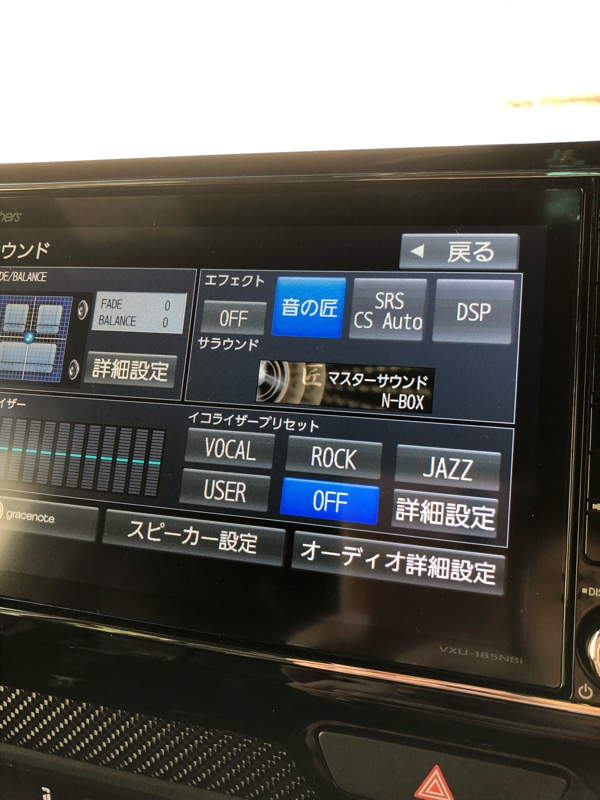 hers
ウンド
戻る
DE/BALANCE
FADE 0
BALANCE 0
詳細設定
エフェクト
OFF
音の匠
SRS
CS Auto
DSP
サラウンド
匠 マスターサウンド
N-BOX
イザー
イコライザープリセット
VOCAL
ROCK
JAZZ
USER
OFF
詳細設定
gracenote
スピーカー設定
オーディオ詳細設定
VXU-185NBi
DIS